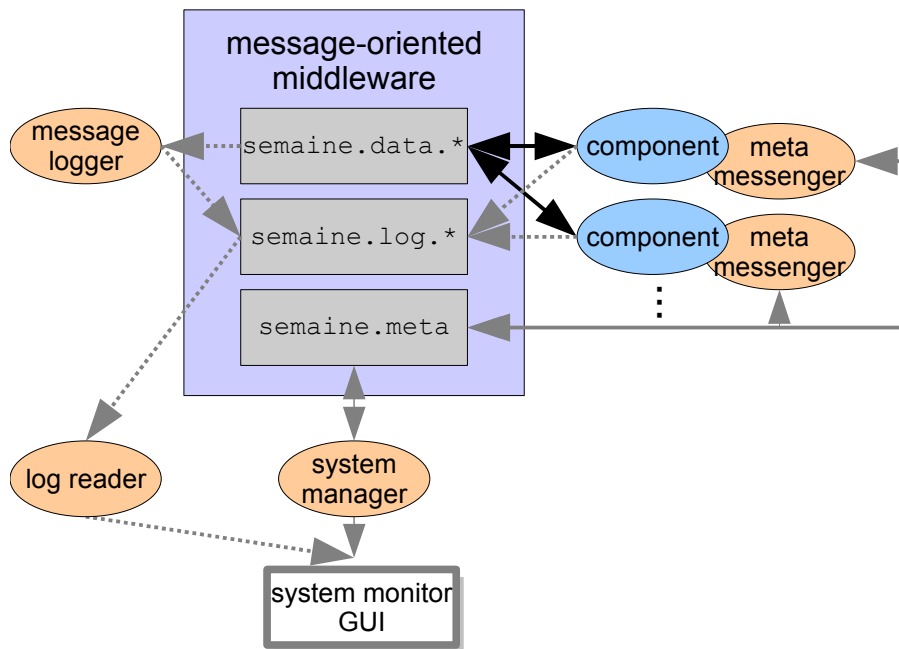 message-oriented
middleware
message
logger
semaine.data.*
component
meta
messenger
semaine.log.*
component
meta
messenger
semaine.meta
log reader
system
manager
system monitor
GUI